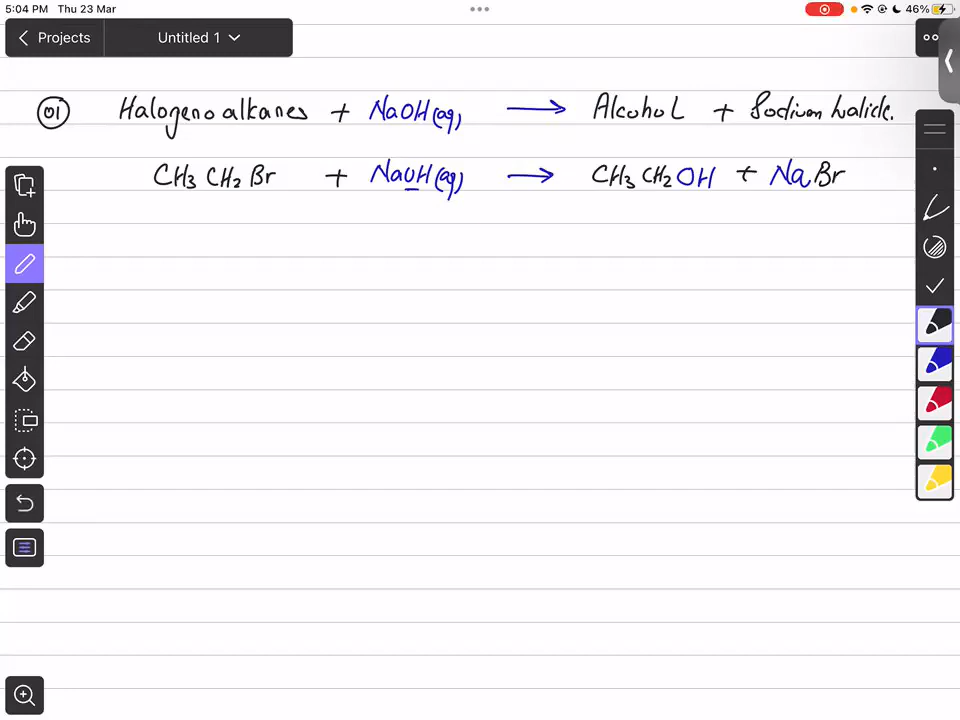 5:04 PM Thu 23 Mar
46%
Projects
Untitled 1
01 Halogenoalkanes + NaOH(aq) → Alcohol + Sodium halide.
CH3 CH2 Br + NaOH(aq) → CH3 CH2 OH + NaBr